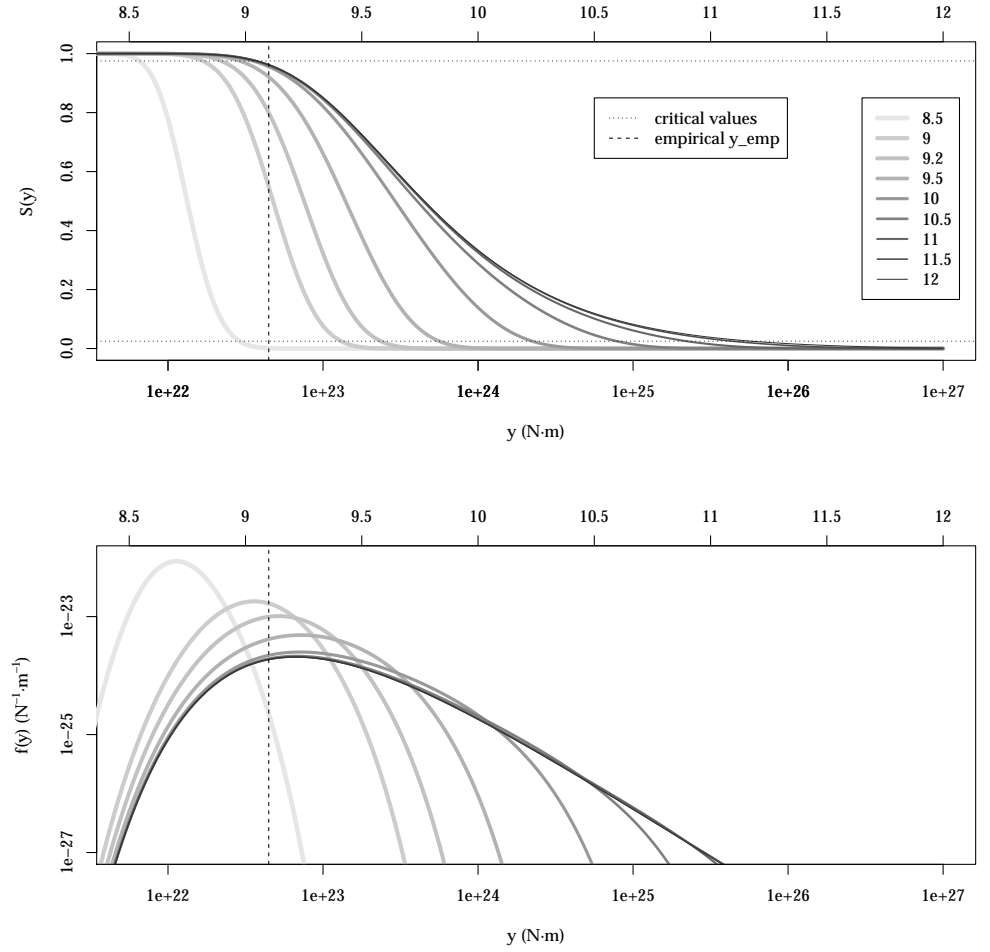 8.5 9 9.5 10 10.5 11 11.5 12
S(y)
1.0
0.8
0.6
0.4
0.2
0.0
critical values
empirical y_emp
8.5
9
9.2
9.5
10
10.5
11
11.5
12
1e+22 1e+23 1e+24 1e+25 1e+26 1e+27
y (N·m)
8.5 9 9.5 10 10.5 11 11.5 12
f(y) (N⁻¹·m⁻¹)
1e−23
1e−25
1e−27
1e+22 1e+23 1e+24 1e+25 1e+26 1e+27
y (N·m)